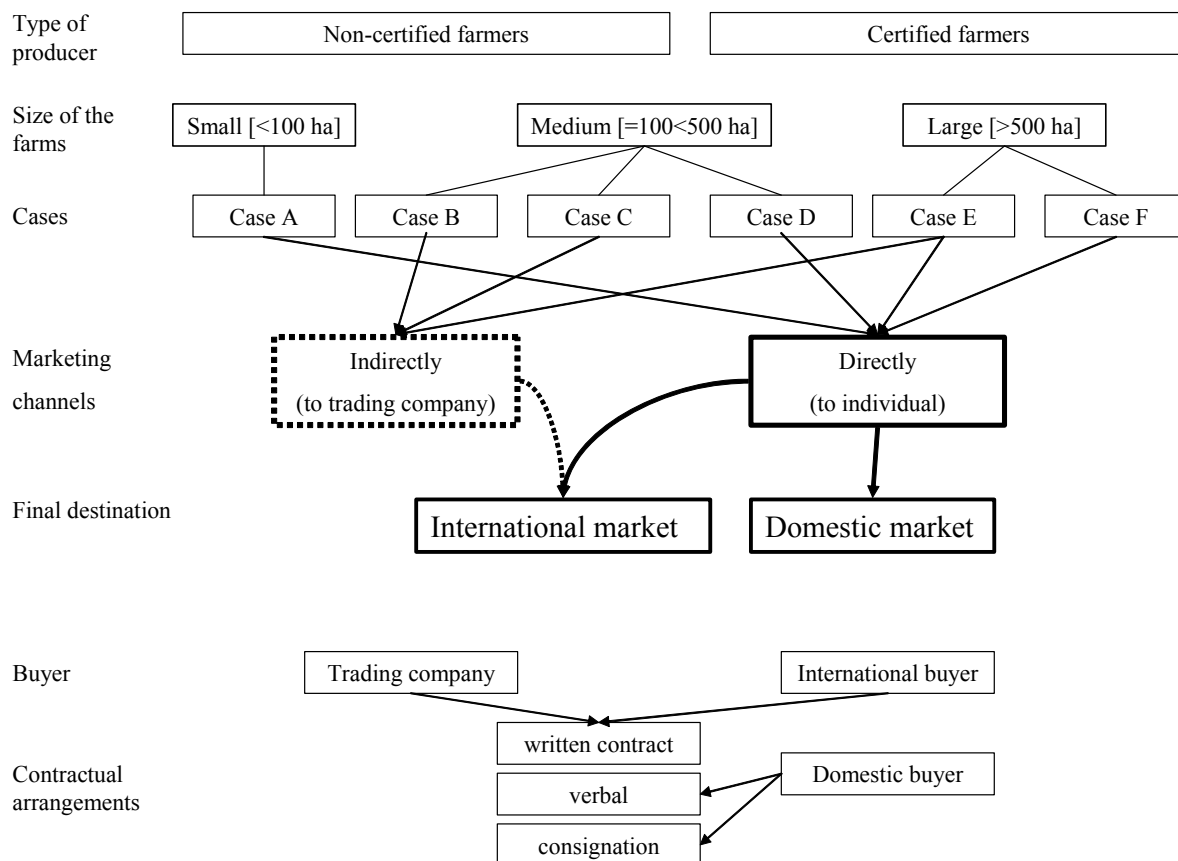 Type of
producer
Non-certified farmers
Certified farmers
Size of the
farms
Small [<100 ha]
Medium [=100<500 ha]
Large [>500 ha]
Cases
Case A
Case B
Case C
Case D
Case E
Case F
Marketing
channels
Indirectly
(to trading company)
Directly
(to individual)
Final destination
International market
Domestic market
Buyer
Trading company
International buyer
written contract
Contractual
arrangements
verbal
Domestic buyer
consignation